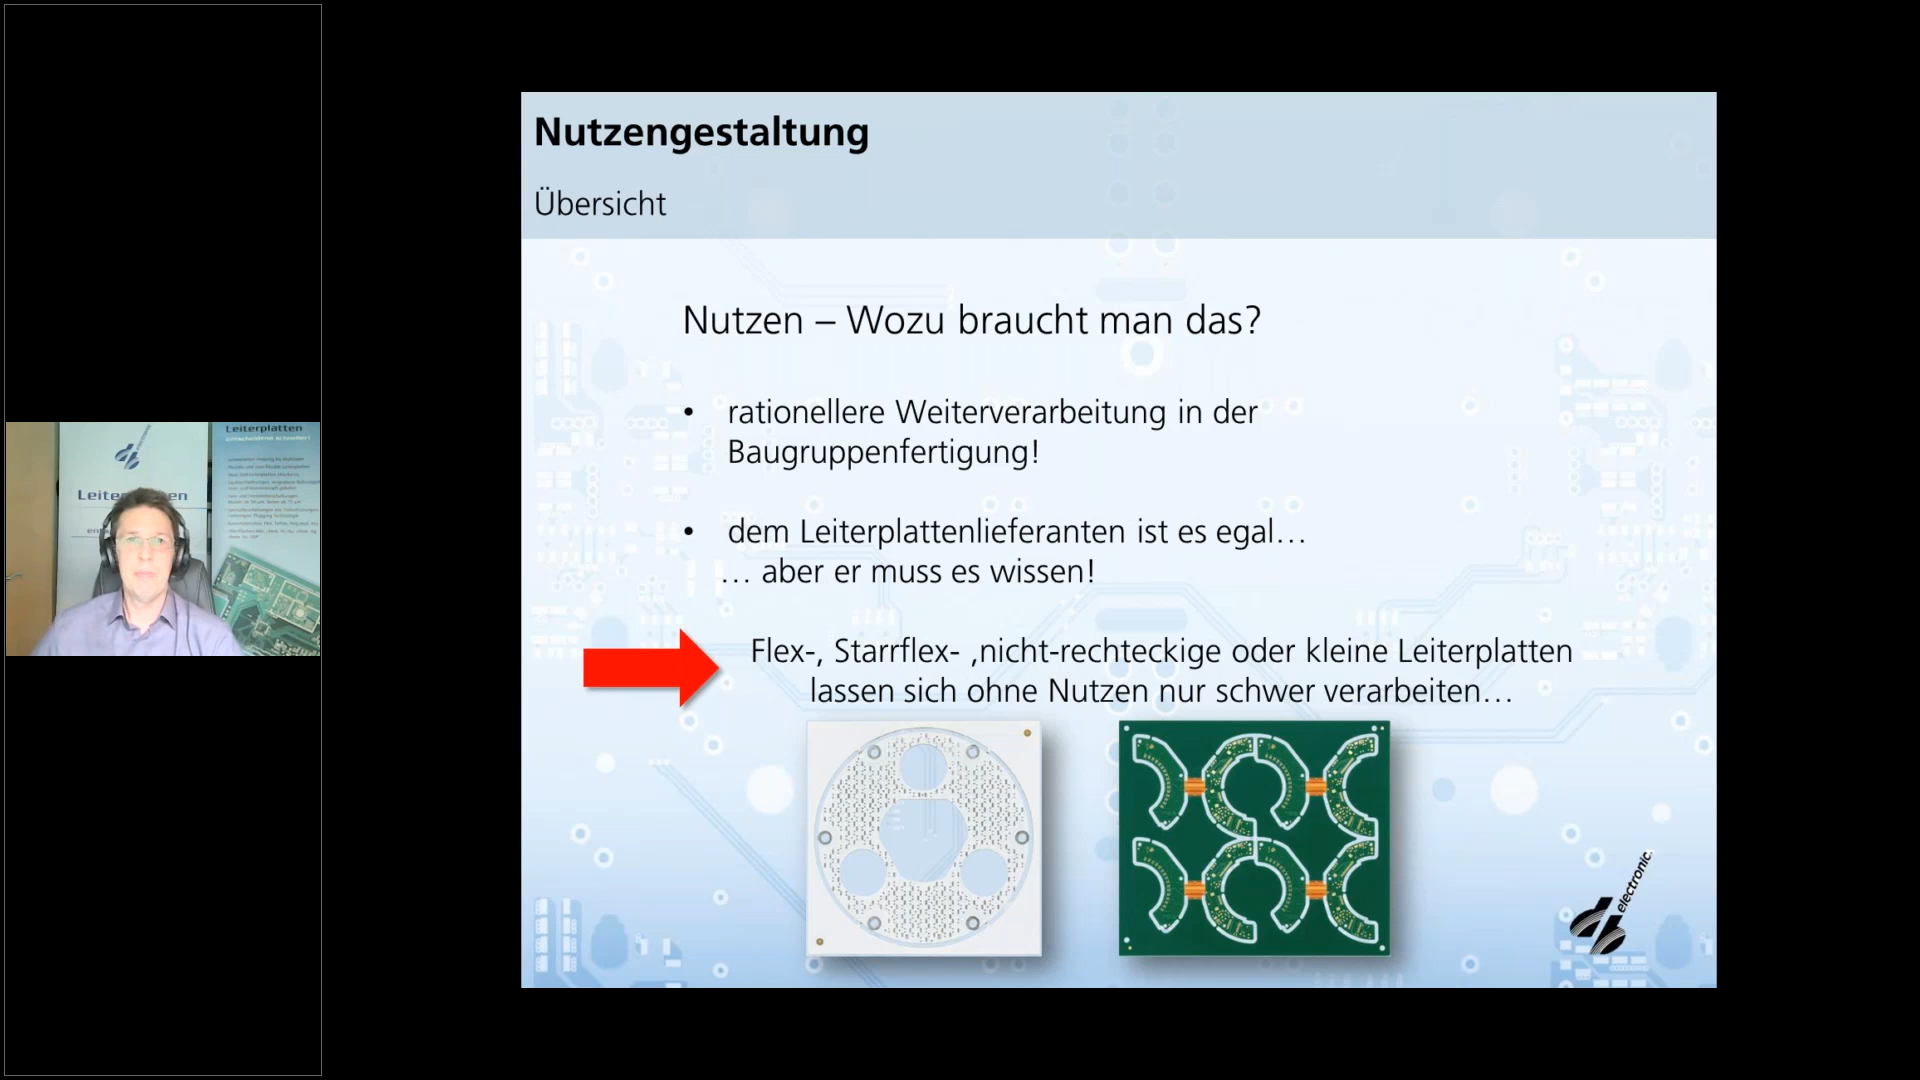 Nutzengestaltung
Übersicht
Nutzen – Wozu braucht man das?
• rationellere Weiterverarbeitung in der
Baugruppenfertigung!
• dem Leiterplattenlieferanten ist es egal…
… aber er muss es wissen!
Flex-, Starrflex- ,nicht-rechteckige oder kleine Leiterplatten
lassen sich ohne Nutzen nur schwer verarbeiten…
electronic.
Leiterplatten
entscheidend schneller!